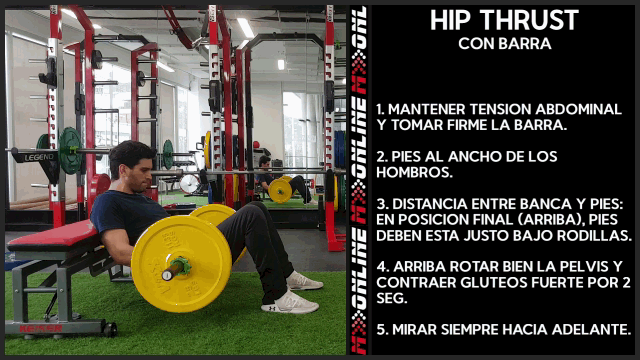 HIP THRUST
CON BARRA
1. MANTENER TENSION ABDOMINAL
Y TOMAR FIRME LA BARRA.
2. PIES AL ANCHO DE LOS
HOMBROS.
3. DISTANCIA ENTRE BANCA Y PIES:
EN POSICION FINAL (ARRIBA), PIES
DEBEN ESTA JUSTO BAJO RODILLAS.
4. ARRIBA ROTAR BIEN LA PELVIS Y
CONTRAER GLUTEOS FUERTE POR 2
SEG.
5. MIRAR SIEMPRE HACIA ADELANTE.
ONLINE
ONLINE
LEGEND
KEISER